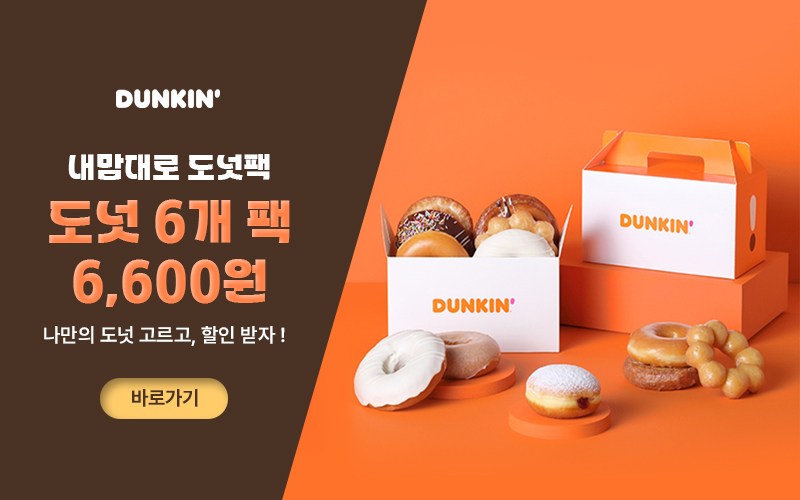 DUNKIN'
내맘대로 도넛팩
도넛 6개 팩
6,600원
나만의 도넛 고르고, 할인 받자 !
바로가기
DUNKIN'
DUNKIN'